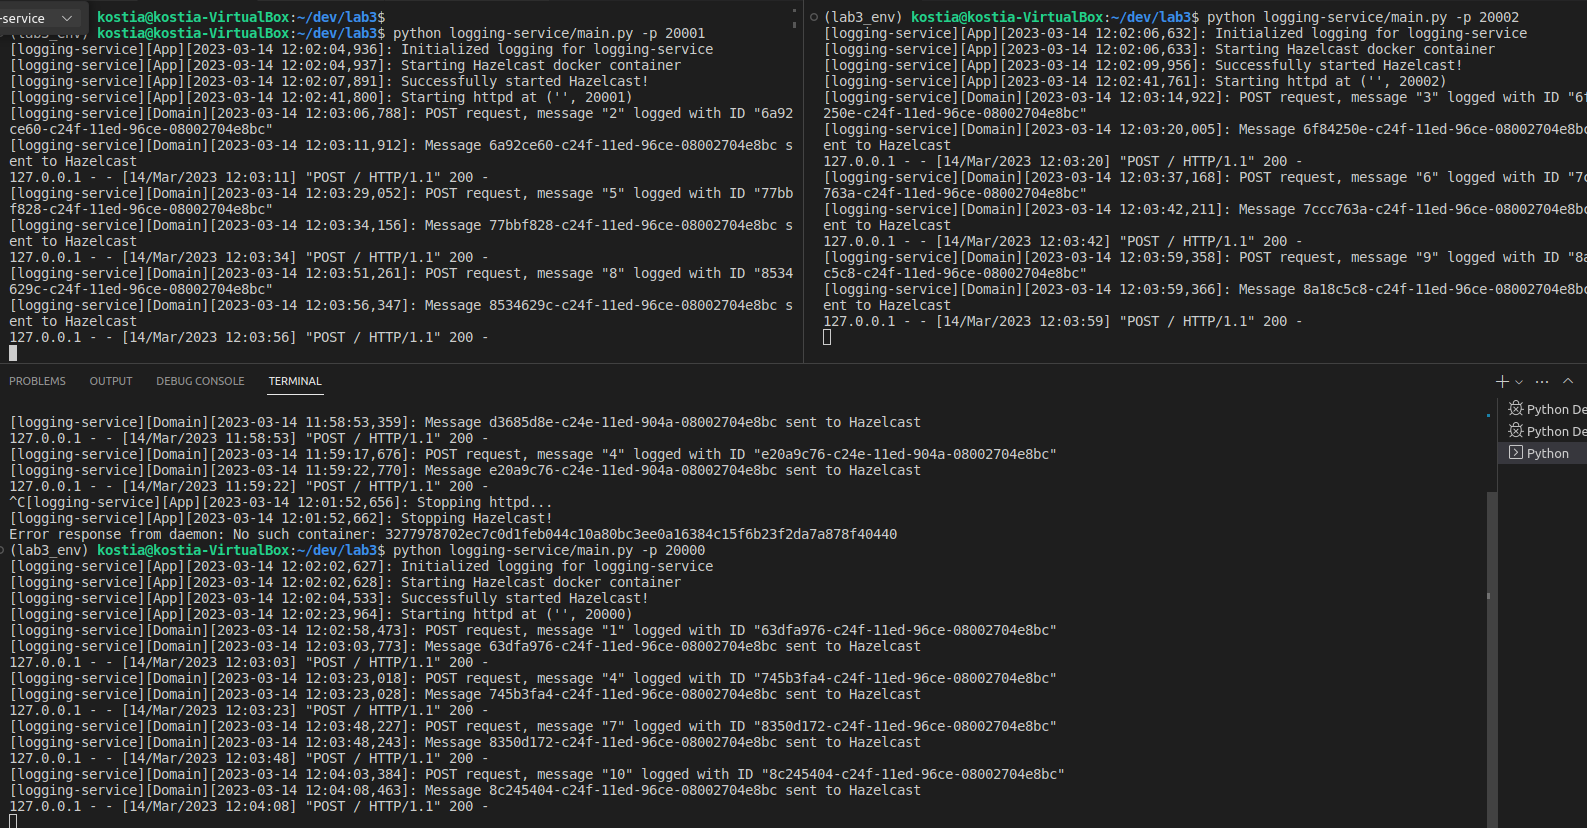 -service
kostia@kostia-VirtualBox:~/dev/lab3$
(lab3_env) kostia@kostia-VirtualBox:~/dev/lab3$ python logging-service/main.py -p 20001
[logging-service][App][2023-03-14 12:02:04,936]: Initialized logging for logging-service
[logging-service][App][2023-03-14 12:02:04,937]: Starting Hazelcast docker container
[logging-service][App][2023-03-14 12:02:07,891]: Successfully started Hazelcast!
[logging-service][App][2023-03-14 12:02:41,800]: Starting httpd at ('', 20001)
[logging-service][Domain][2023-03-14 12:03:06,788]: POST request, message "2" logged with ID "6a92
ce60-c24f-11ed-96ce-08002704e8bc"
[logging-service][Domain][2023-03-14 12:03:11,912]: Message 6a92ce60-c24f-11ed-96ce-08002704e8bc s
ent to Hazelcast
127.0.0.1 - - [14/Mar/2023 12:03:11] "POST / HTTP/1.1" 200 -
[logging-service][Domain][2023-03-14 12:03:29,052]: POST request, message "5" logged with ID "77bb
f828-c24f-11ed-96ce-08002704e8bc"
[logging-service][Domain][2023-03-14 12:03:34,156]: Message 77bbf828-c24f-11ed-96ce-08002704e8bc s
ent to Hazelcast
127.0.0.1 - - [14/Mar/2023 12:03:34] "POST / HTTP/1.1" 200 -
[logging-service][Domain][2023-03-14 12:03:51,261]: POST request, message "8" logged with ID "8534
629c-c24f-11ed-96ce-08002704e8bc"
[logging-service][Domain][2023-03-14 12:03:56,347]: Message 8534629c-c24f-11ed-96ce-08002704e8bc s
ent to Hazelcast
127.0.0.1 - - [14/Mar/2023 12:03:56] "POST / HTTP/1.1" 200 -
(lab3_env) kostia@kostia-VirtualBox:~/dev/lab3$ python logging-service/main.py -p 20002
[logging-service][App][2023-03-14 12:02:06,632]: Initialized logging for logging-service
[logging-service][App][2023-03-14 12:02:06,633]: Starting Hazelcast docker container
[logging-service][App][2023-03-14 12:02:09,956]: Successfully started Hazelcast!
[logging-service][App][2023-03-14 12:02:41,761]: Starting httpd at ('', 20002)
[logging-service][Domain][2023-03-14 12:03:14,922]: POST request, message "3" logged with ID "6f
250e-c24f-11ed-96ce-08002704e8bc"
[logging-service][Domain][2023-03-14 12:03:20,005]: Message 6f84250e-c24f-11ed-96ce-08002704e8bc
ent to Hazelcast
127.0.0.1 - - [14/Mar/2023 12:03:20] "POST / HTTP/1.1" 200 -
[logging-service][Domain][2023-03-14 12:03:37,168]: POST request, message "6" logged with ID "7c
763a-c24f-11ed-96ce-08002704e8bc"
[logging-service][Domain][2023-03-14 12:03:42,211]: Message 7ccc763a-c24f-11ed-96ce-08002704e8bc
ent to Hazelcast
127.0.0.1 - - [14/Mar/2023 12:03:42] "POST / HTTP/1.1" 200 -
[logging-service][Domain][2023-03-14 12:03:59,358]: POST request, message "9" logged with ID "8a
c5c8-c24f-11ed-96ce-08002704e8bc"
[logging-service][Domain][2023-03-14 12:03:59,366]: Message 8a18c5c8-c24f-11ed-96ce-08002704e8bc
ent to Hazelcast
127.0.0.1 - - [14/Mar/2023 12:03:59] "POST / HTTP/1.1" 200 -
PROBLEMS OUTPUT DEBUG CONSOLE TERMINAL
[logging-service][Domain][2023-03-14 11:58:53,359]: Message d3685d8e-c24e-11ed-904a-08002704e8bc sent to Hazelcast
127.0.0.1 - - [14/Mar/2023 11:58:53] "POST / HTTP/1.1" 200 -
[logging-service][Domain][2023-03-14 11:59:17,676]: POST request, message "4" logged with ID "e20a9c76-c24e-11ed-904a-08002704e8bc"
[logging-service][Domain][2023-03-14 11:59:22,770]: Message e20a9c76-c24e-11ed-904a-08002704e8bc sent to Hazelcast
127.0.0.1 - - [14/Mar/2023 11:59:22] "POST / HTTP/1.1" 200 -
^C[logging-service][App][2023-03-14 12:01:52,656]: Stopping httpd...
[logging-service][App][2023-03-14 12:01:52,662]: Stopping Hazelcast!
Error response from daemon: No such container: 3277978702ec7c0d1feb044c10a80bc3ee0a16384c15f6b23f2da7a878f40440
(lab3_env) kostia@kostia-VirtualBox:~/dev/lab3$ python logging-service/main.py -p 20000
[logging-service][App][2023-03-14 12:02:02,627]: Initialized logging for logging-service
[logging-service][App][2023-03-14 12:02:02,628]: Starting Hazelcast docker container
[logging-service][App][2023-03-14 12:02:04,533]: Successfully started Hazelcast!
[logging-service][App][2023-03-14 12:02:23,964]: Starting httpd at ('', 20000)
[logging-service][Domain][2023-03-14 12:02:58,473]: POST request, message "1" logged with ID "63dfa976-c24f-11ed-96ce-08002704e8bc"
[logging-service][Domain][2023-03-14 12:03:03,773]: Message 63dfa976-c24f-11ed-96ce-08002704e8bc sent to Hazelcast
127.0.0.1 - - [14/Mar/2023 12:03:03] "POST / HTTP/1.1" 200 -
[logging-service][Domain][2023-03-14 12:03:23,018]: POST request, message "4" logged with ID "745b3fa4-c24f-11ed-96ce-08002704e8bc"
[logging-service][Domain][2023-03-14 12:03:23,028]: Message 745b3fa4-c24f-11ed-96ce-08002704e8bc sent to Hazelcast
127.0.0.1 - - [14/Mar/2023 12:03:23] "POST / HTTP/1.1" 200 -
[logging-service][Domain][2023-03-14 12:03:48,227]: POST request, message "7" logged with ID "8350d172-c24f-11ed-96ce-08002704e8bc"
[logging-service][Domain][2023-03-14 12:03:48,243]: Message 8350d172-c24f-11ed-96ce-08002704e8bc sent to Hazelcast
127.0.0.1 - - [14/Mar/2023 12:03:48] "POST / HTTP/1.1" 200 -
[logging-service][Domain][2023-03-14 12:04:03,384]: POST request, message "10" logged with ID "8c245404-c24f-11ed-96ce-08002704e8bc"
[logging-service][Domain][2023-03-14 12:04:08,463]: Message 8c245404-c24f-11ed-96ce-08002704e8bc sent to Hazelcast
127.0.0.1 - - [14/Mar/2023 12:04:08] "POST / HTTP/1.1" 200 -
Python De
Python De
Python